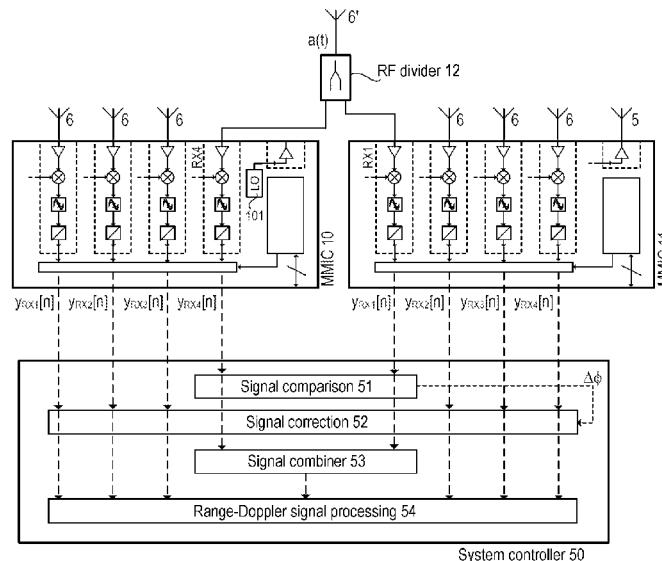 6'
a(t)
RF divider 12
6 6 6
6 6 6 5
RX4
LO
101
MMIC 10
RX1
MMIC 11
yRX1[n] yRX2[n] yRX3[n] yRX4[n]
yRX1[n] yRX2[n] yRX3[n] yRX4[n]
Signal comparison 51
Δϕ
Signal correction 52
Signal combiner 53
Range-Doppler signal processing 54
System controller 50